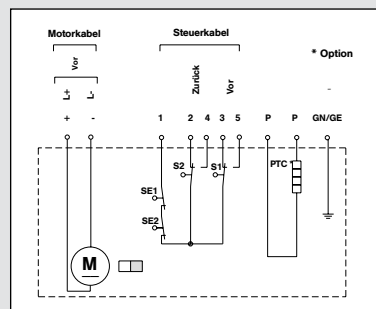 Motorkabel Steuerkabel
* Option
Vor Zurück Vor
L+ L- -
+ - 1 2 4 3 5 P P GN/GE
S2 S1 PTC *
SE1
SE2
M